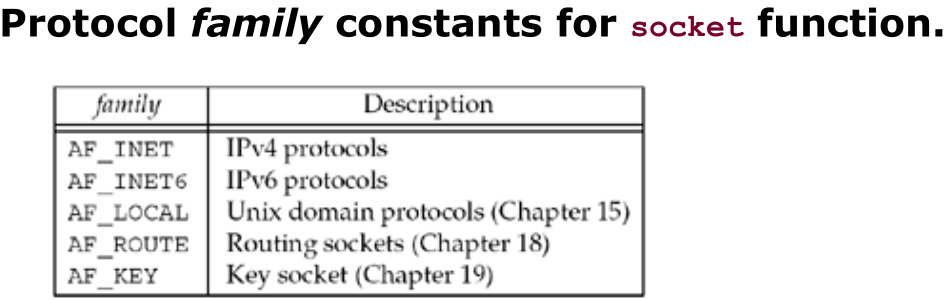 Protocol family constants for socket function.
family Description
AF_INET IPv4 protocols
AF_INET6 IPv6 protocols
AF_LOCAL Unix domain protocols (Chapter 15)
AF_ROUTE Routing sockets (Chapter 18)
AF_KEY Key socket (Chapter 19)